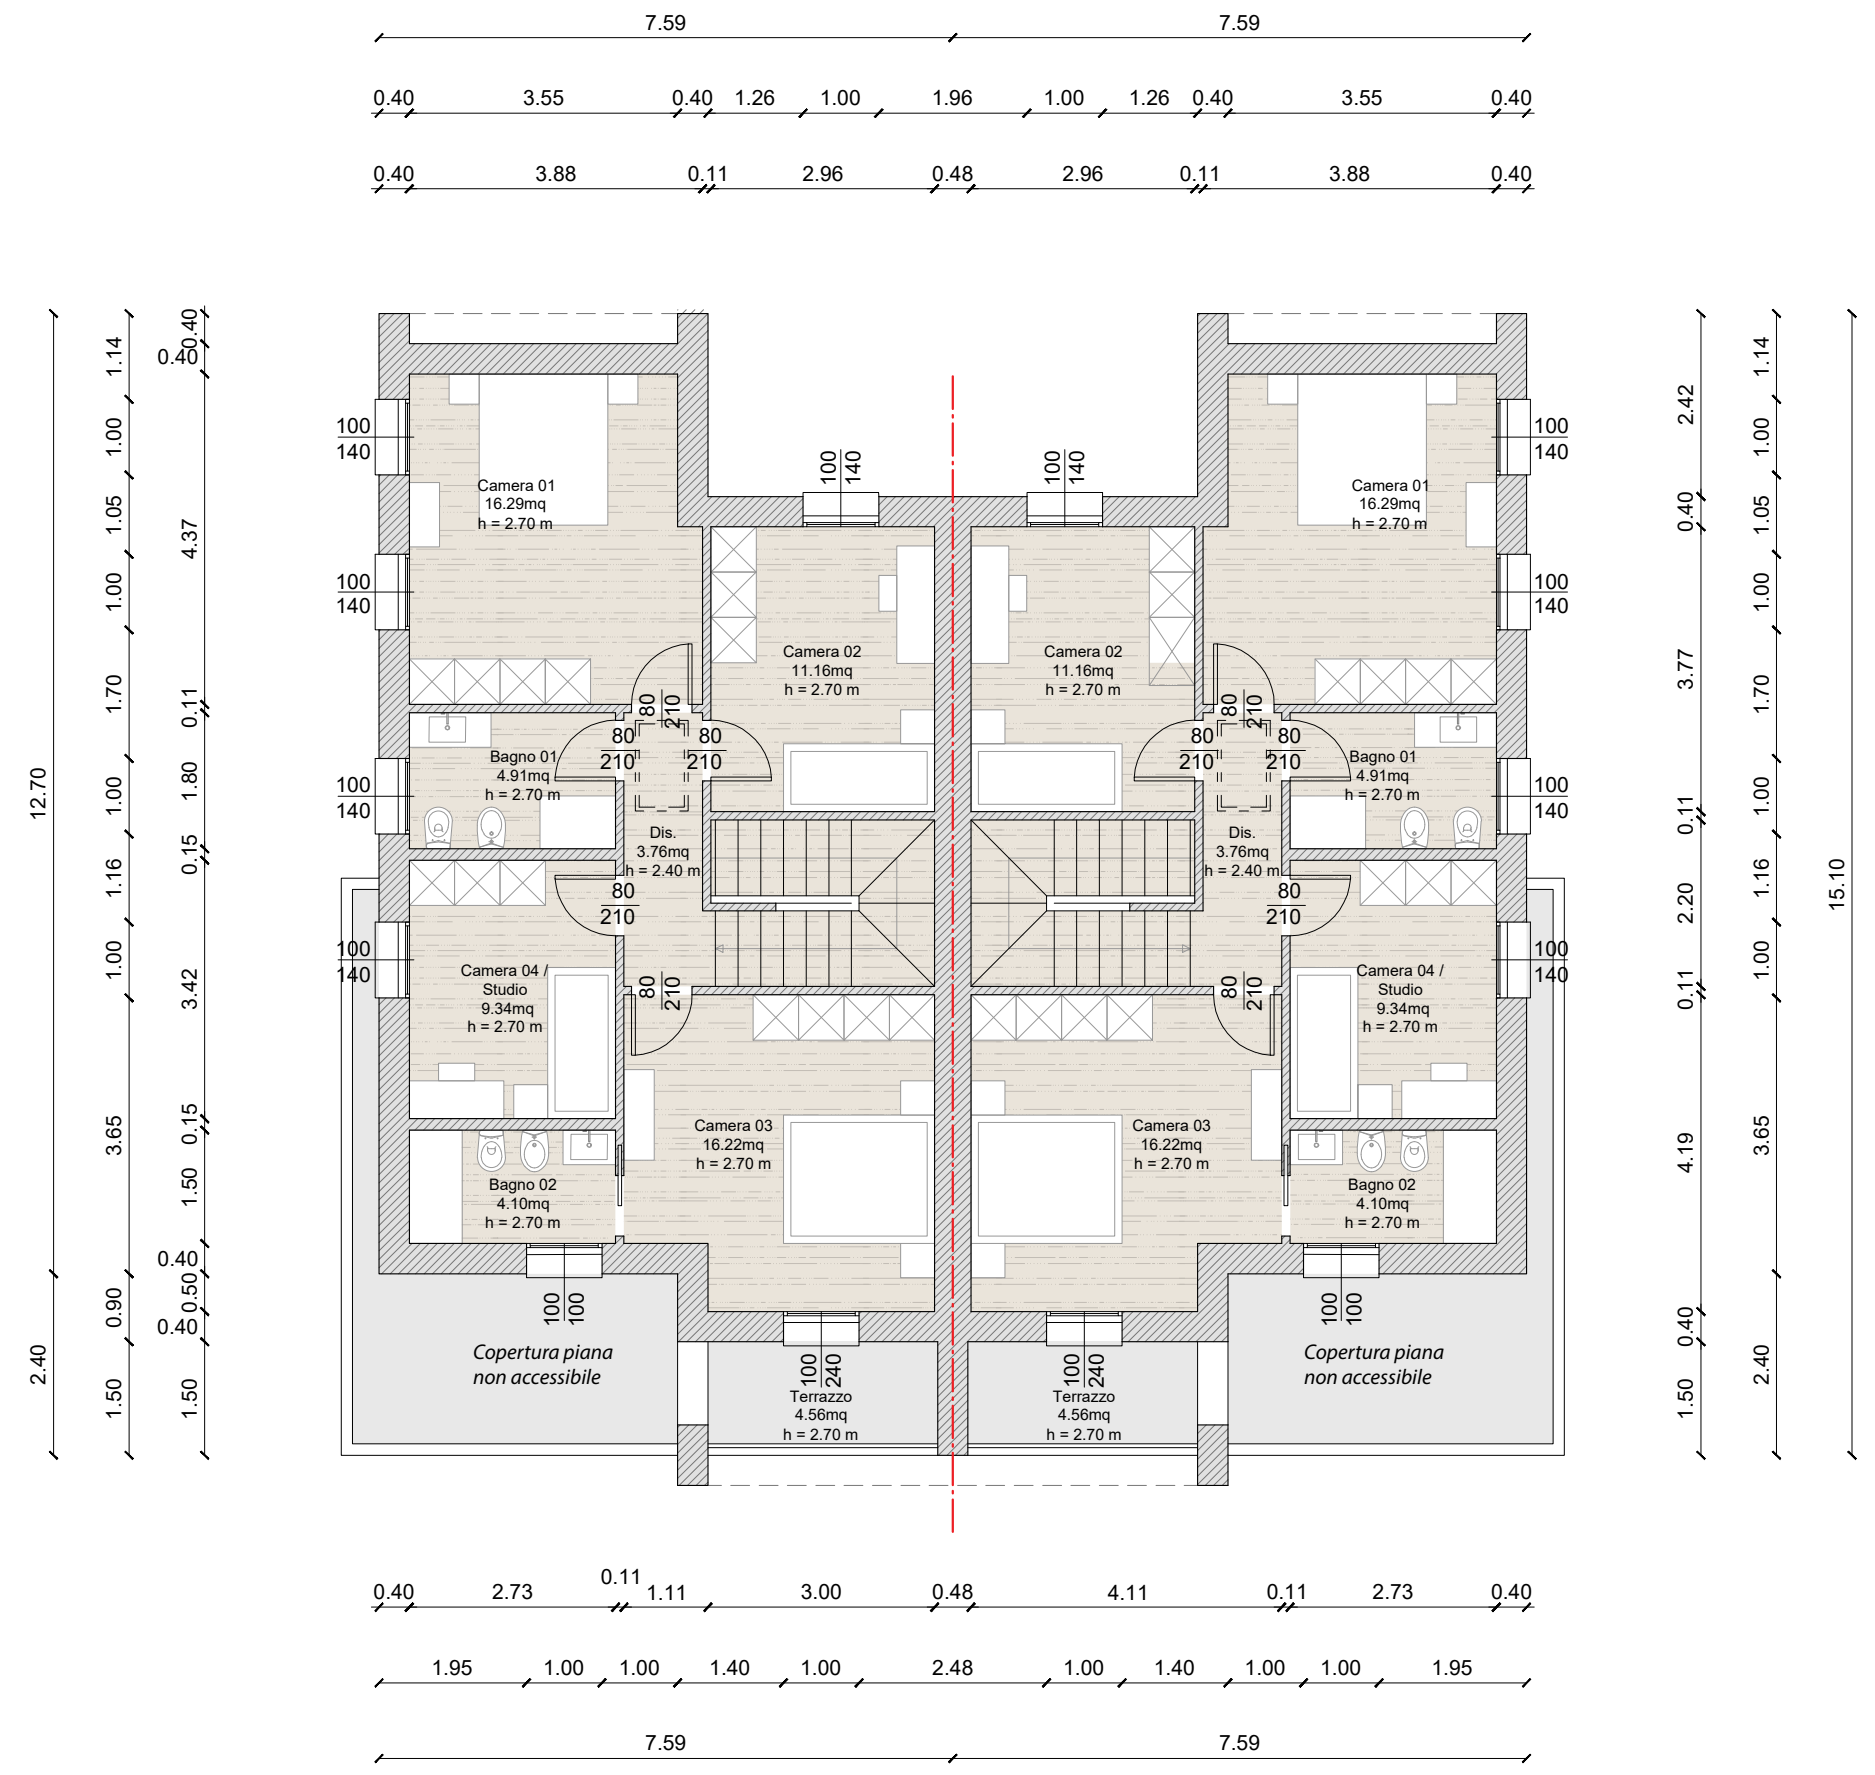 7.59 7.59
0.40 3.55 0.40 1.26 1.00 1.96 1.00 1.26 0.40 3.55 0.40
0.40 3.88 0.11 2.96 0.48 2.96 0.11 3.88 0.40
12.70
2.40
1.14
1.00
1.05
1.00
1.70
1.00
1.16
1.00
3.65
0.90
1.50
0.40
0.40
4.37
0.11
1.80
0.15
3.42
0.15
1.50
0.40
0.50
0.40
1.50
100
140
100
140
100
140
100
140
Camera 01
16.29mq
h = 2.70 m
100
140
Camera 02
11.16mq
h = 2.70 m
80
210
80
210
80
210
Bagno 01
4.91mq
h = 2.70 m
Dis.
3.76mq
h = 2.40 m
80
210
Camera 04 /
Studio
9.34mq
h = 2.70 m
80
210
Camera 03
16.22mq
h = 2.70 m
Bagno 02
4.10mq
h = 2.70 m
100
100
Copertura piana
non accessibile
100
240
Terrazzo
4.56mq
h = 2.70 m
100
140
Camera 02
11.16mq
h = 2.70 m
Camera 01
16.29mq
h = 2.70 m
100
140
100
140
100
140
100
140
80
210
80
210
80
210
Bagno 01
4.91mq
h = 2.70 m
Dis.
3.76mq
h = 2.40 m
80
210
Camera 04 /
Studio
9.34mq
h = 2.70 m
80
210
Camera 03
16.22mq
h = 2.70 m
Bagno 02
4.10mq
h = 2.70 m
100
100
Copertura piana
non accessibile
100
240
Terrazzo
4.56mq
h = 2.70 m
2.42
0.40
3.77
0.11
2.20
0.11
4.19
0.40
1.50
1.14
1.00
1.05
1.00
1.70
1.00
1.16
1.00
3.65
2.40
15.10
0.40 2.73 0.11 1.11 3.00 0.48 4.11 0.11 2.73 0.40
1.95 1.00 1.00 1.40 1.00 2.48 1.00 1.40 1.00 1.00 1.95
7.59 7.59